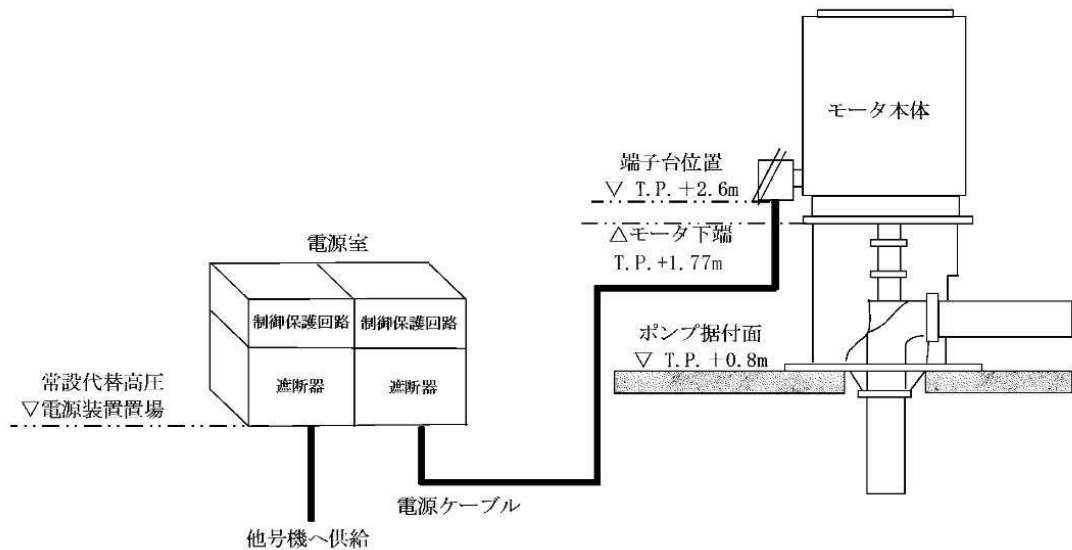 モータ本体
端子台位置
▽ T.P.+2.6m
△モータ下端
T.P.+1.77m
電源室
制御保護回路 制御保護回路
ポンプ据付面
▽ T.P.+0.8m
遮断器 遮断器
常設代替高圧
▽電源装置置場
電源ケーブル
他号機へ供給